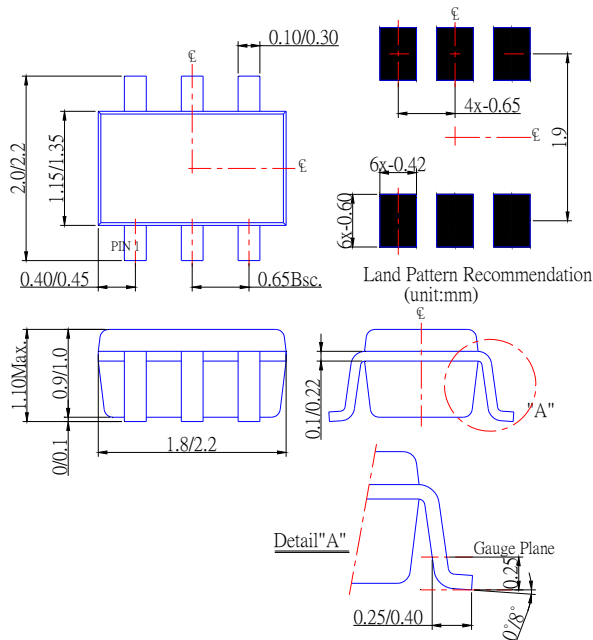 0.10/0.30
℄
℄
4x-0.65
℄
1.9
2.0/2.2
1.15/1.35
℄
6x-0.42
6x-0.60
PIN 1
0.40/0.45
0.65Bsc.
Land Pattern Recommendation
(unit:mm)
℄
1.10Max.
0.9/1.0
0/0.1
1.8/2.2
0.1/0.22
"A"
Detail"A"
Gauge Plane
0.25
0.25/0.40
0°/8°